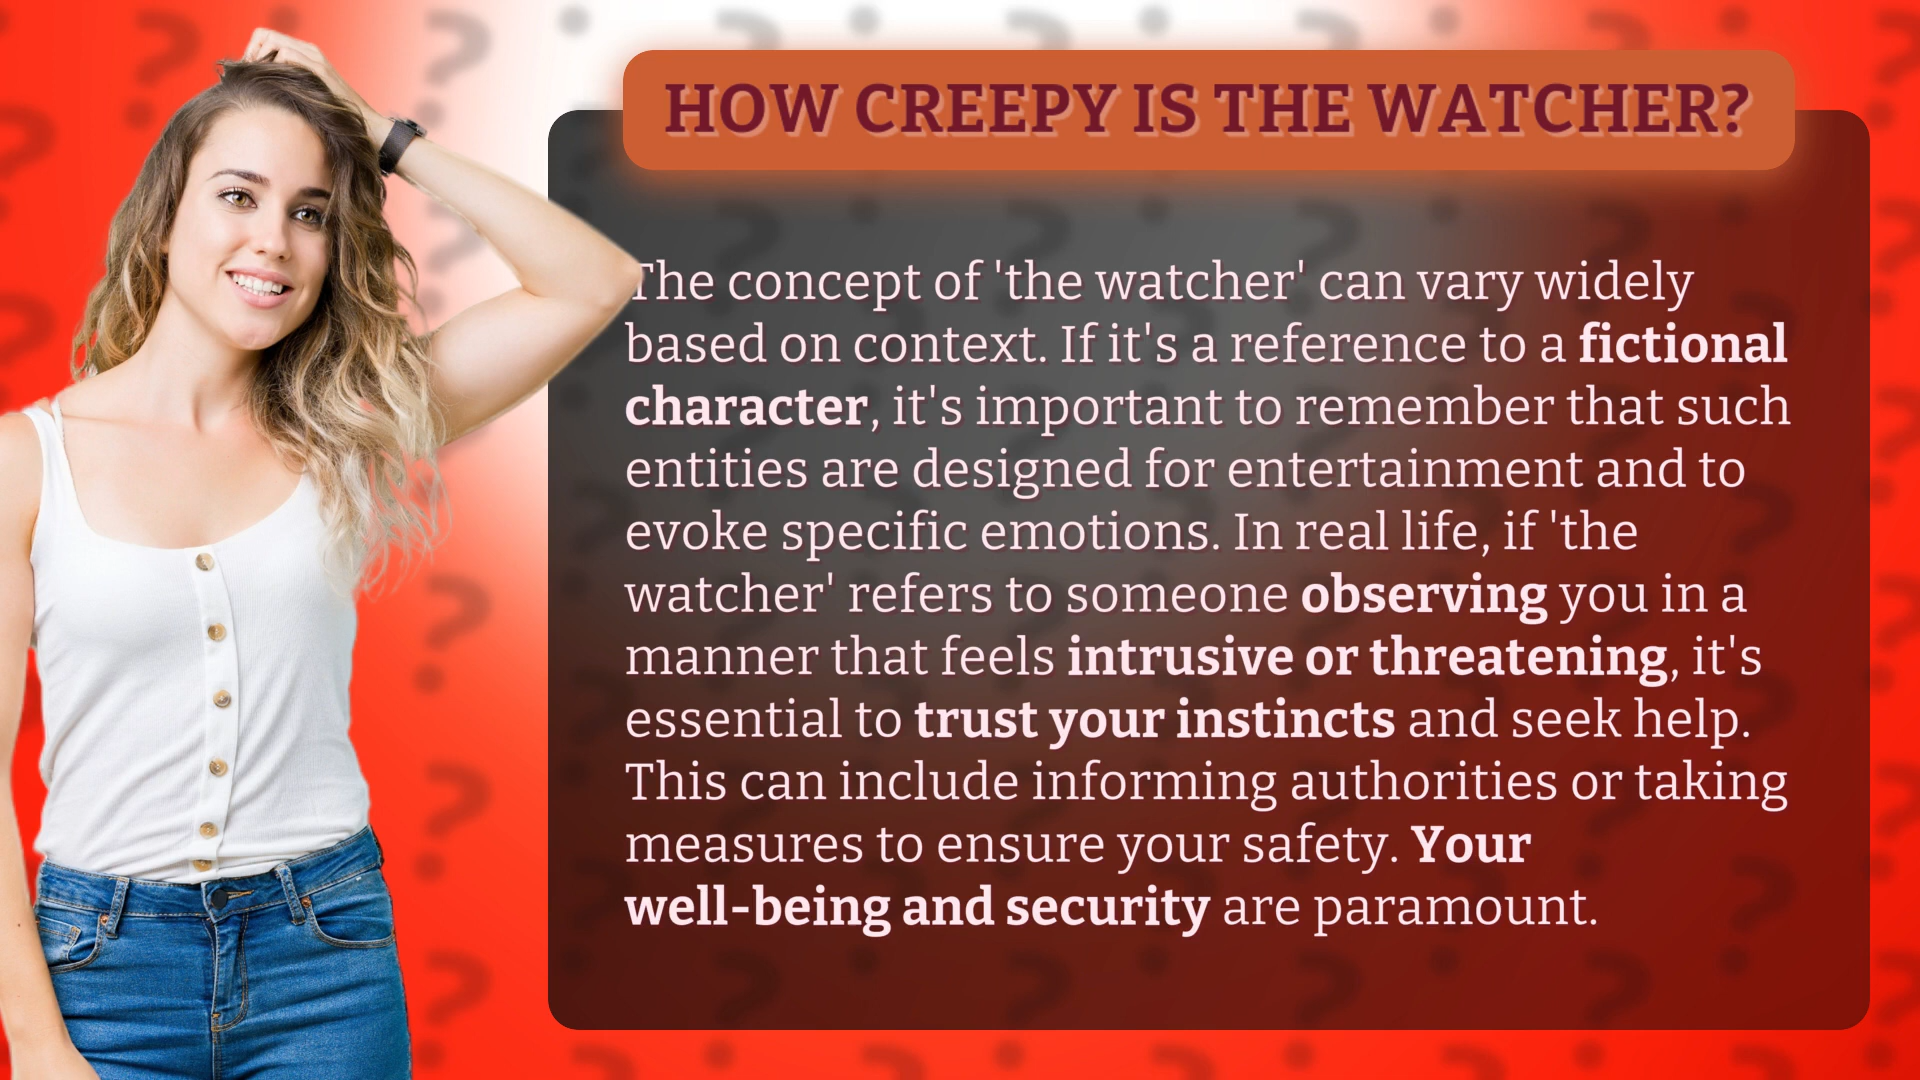 HOW CREEPY IS THE WATCHER?
The concept of 'the watcher' can vary widely
based on context. If it's a reference to a fictional
character, it's important to remember that such
entities are designed for entertainment and to
evoke specific emotions. In real life, if 'the
watcher' refers to someone observing you in a
manner that feels intrusive or threatening, it's
essential to trust your instincts and seek help.
This can include informing authorities or taking
measures to ensure your safety. Your
well-being and security are paramount.